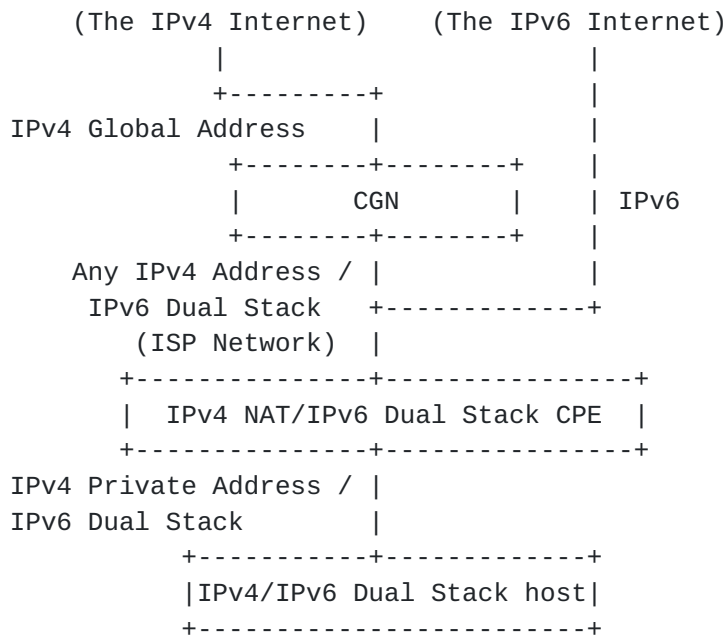 (The IPv4 Internet) (The IPv6 Internet)
IPv4 Global Address
CGN IPv6
Any IPv4 Address /
IPv6 Dual Stack
(ISP Network)
IPv4 NAT/IPv6 Dual Stack CPE
IPv4 Private Address /
IPv6 Dual Stack
IPv4/IPv6 Dual Stack host